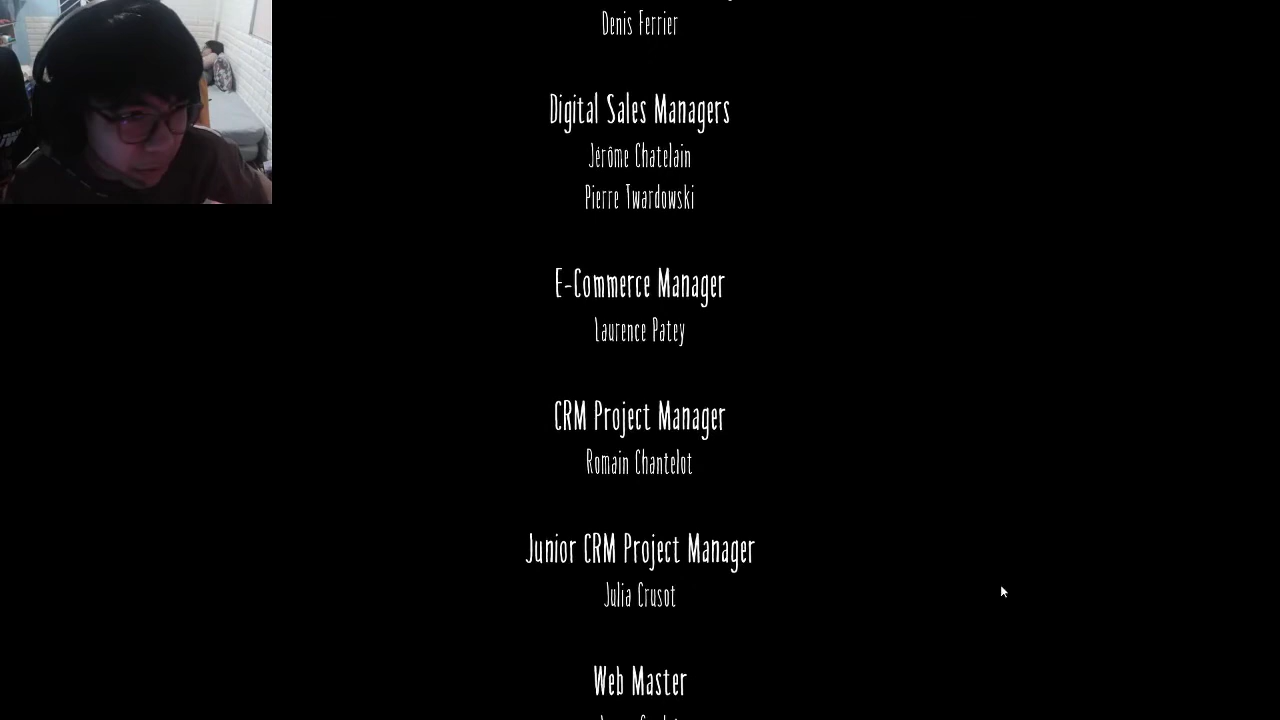 Denis Ferrier
Digital Sales Managers
Jérôme Chatelain
Pierre Twardowski
E-Commerce Manager
Laurence Patey
CRM Project Manager
Romain Chantelot
Junior CRM Project Manager
Julia Crusot
Web Master